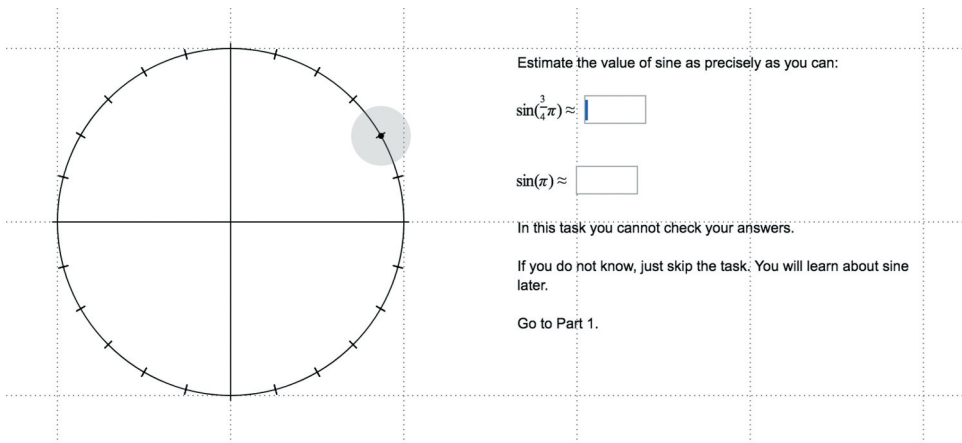 Estimate the value of sine as precisely as you can:
sin(3/4 π) ≈
sin(π) ≈
In this task you cannot check your answers.
If you do not know, just skip the task. You will learn about sine
later.
Go to Part 1.